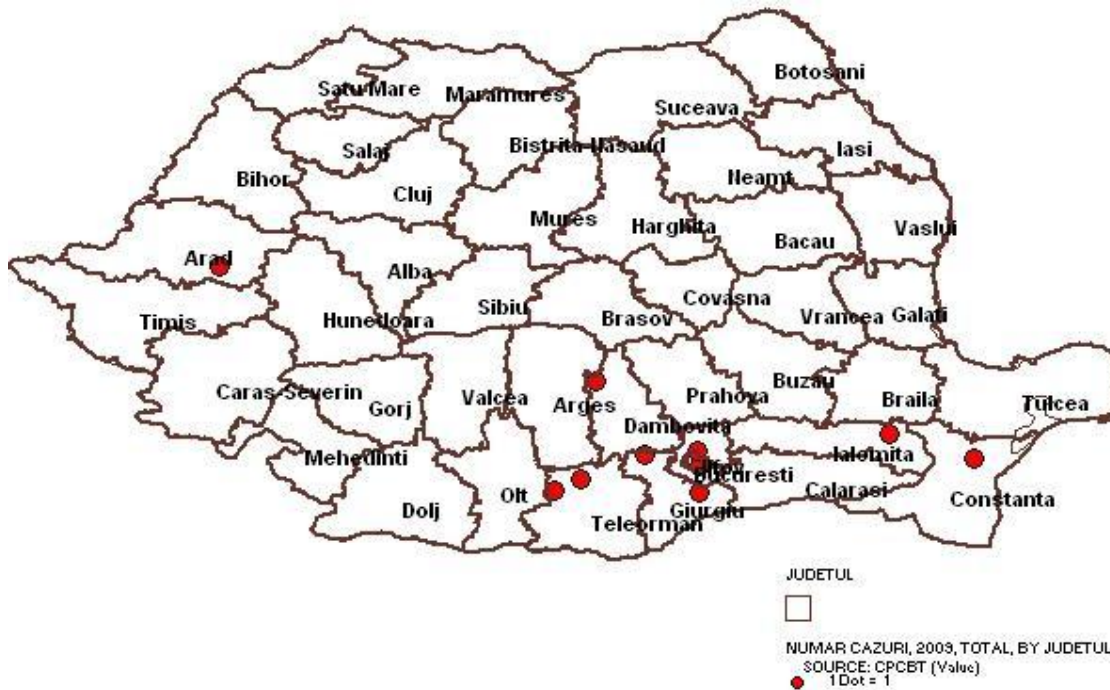 Botosani
Satu Mare
Maramures
Suceava
Salaj
Bistrita-Nasaud
Iasi
Bihor
Cluj
Neamt
Mures
Harghita
Bacau
Vaslui
Arad
Alba
Covasna
Sibiu
Timis
Hunedoara
Brasov
Vrancea
Galati
Caras-Severin
Gorj
Valcea
Arges
Prahova
Buzau
Braila
Tulcea
Dambovita
Mehedinti
Ialomita
Ilfov
Bucuresti
Olt
Calarasi
Constanta
Dolj
Giurgiu
Teleorman
JUDETUL
NUMAR CAZURI, 2009, TOTAL, BY JUDETUL
SOURCE: CPCBT (Value)
1 Dot = 1